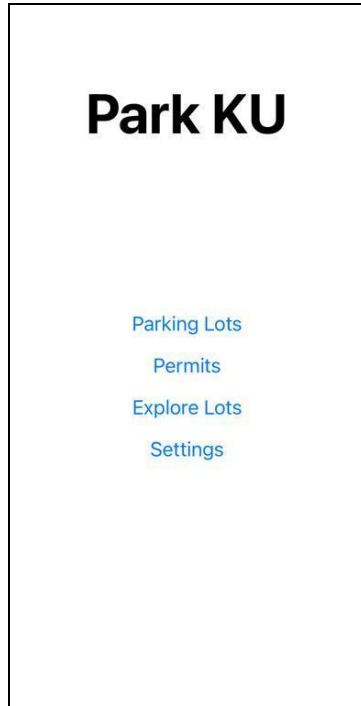 Park KU
Parking Lots
Permits
Explore Lots
Settings